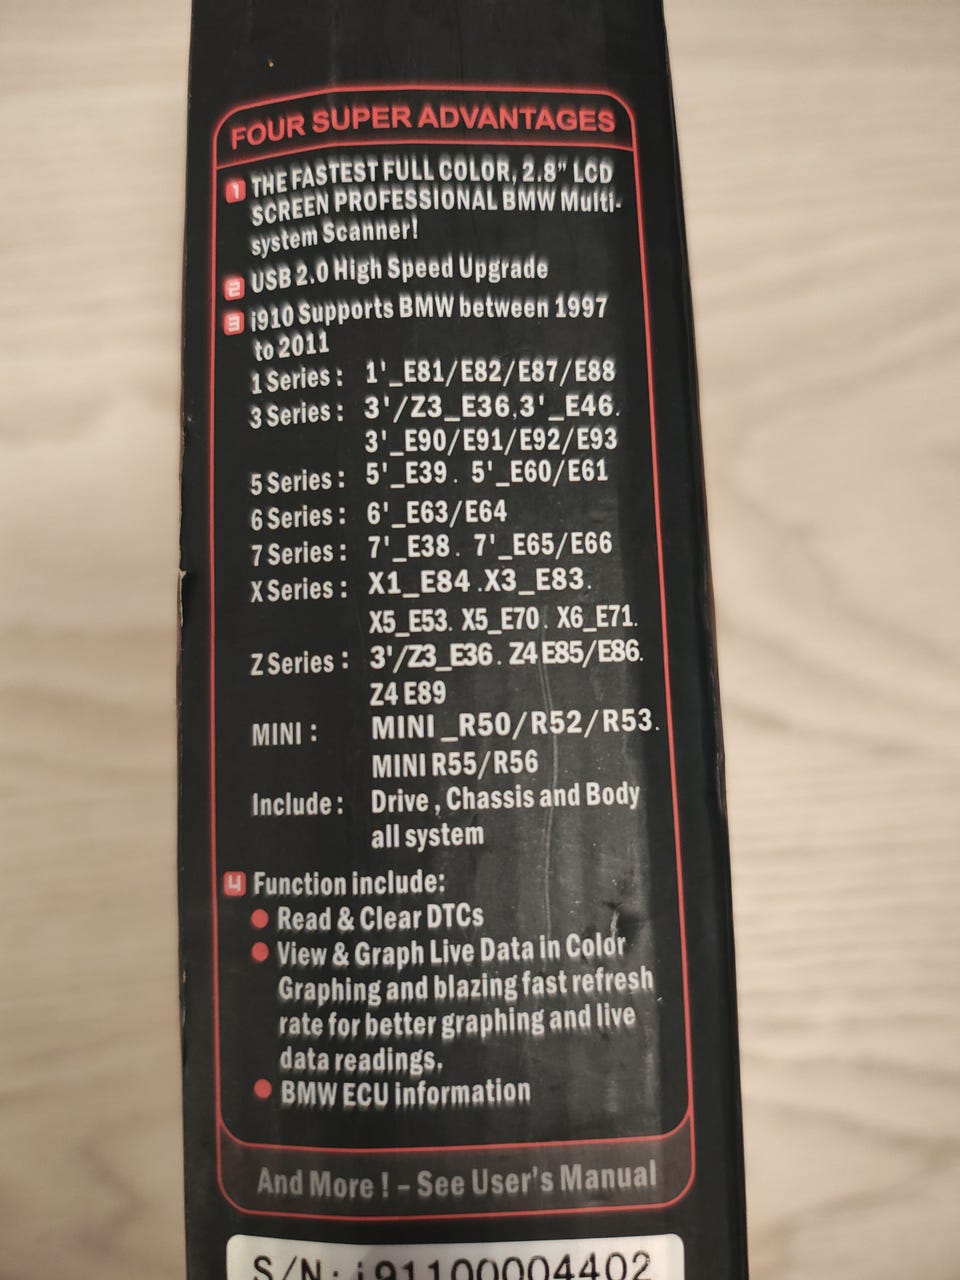 FOUR SUPER ADVANTAGES
1 THE FASTEST FULL COLOR, 2.8" LCD
SCREEN PROFESSIONAL BMW Multi-
system Scanner!
2 USB 2.0 High Speed Upgrade
3 i910 Supports BMW between 1997
to 2011
1 Series : 1'_E81/E82/E87/E88
3 Series : 3'/Z3_E36,3'_E46.
3'_E90/E91/E92/E93
5 Series : 5'_E39. 5'_E60/E61
6 Series : 6'_E63/E64
7 Series : 7'_E38. 7'_E65/E66
X Series : X1_E84 .X3_E83.
X5_E53. X5_E70. X6_E71.
Z Series : 3'/Z3_E36. Z4 E85/E86.
Z4 E89
MINI : MINI_R50/R52/R53.
MINI R55/R56
Include : Drive , Chassis and Body
all system
4 Function include:
Read & Clear DTCs
View & Graph Live Data in Color
Graphing and blazing fast refresh
rate for better graphing and live
data readings.
BMW ECU information
And More ! – See User's Manual
S/N: i91100004402